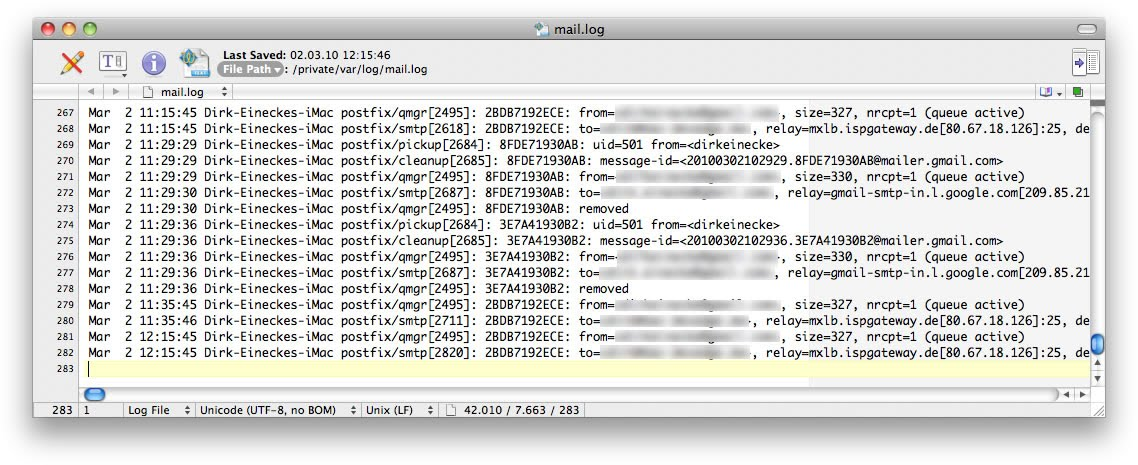 mail.log
Last Saved: 02.03.10 12:15:46
File Path ▾ : /private/var/log/mail.log
mail.log
267 Mar 2 11:15:45 Dirk-Eineckes-iMac postfix/qmgr[2495]: 2BDB7192ECE: from= , size=327, nrcpt=1 (queue active)
268 Mar 2 11:15:45 Dirk-Eineckes-iMac postfix/smtp[2618]: 2BDB7192ECE: to= , relay=mxlb.ispgateway.de[80.67.18.126]:25, de
269 Mar 2 11:29:29 Dirk-Eineckes-iMac postfix/pickup[2684]: 8FDE71930AB: uid=501 from=<dirkeinecke>
270 Mar 2 11:29:29 Dirk-Eineckes-iMac postfix/cleanup[2685]: 8FDE71930AB: message-id=<20100302102929.8FDE71930AB@mailer.gmail.com>
271 Mar 2 11:29:29 Dirk-Eineckes-iMac postfix/qmgr[2495]: 8FDE71930AB: from= , size=330, nrcpt=1 (queue active)
272 Mar 2 11:29:30 Dirk-Eineckes-iMac postfix/smtp[2687]: 8FDE71930AB: to= , relay=gmail-smtp-in.l.google.com[209.85.21
273 Mar 2 11:29:30 Dirk-Eineckes-iMac postfix/qmgr[2495]: 8FDE71930AB: removed
274 Mar 2 11:29:36 Dirk-Eineckes-iMac postfix/pickup[2684]: 3E7A41930B2: uid=501 from=<dirkeinecke>
275 Mar 2 11:29:36 Dirk-Eineckes-iMac postfix/cleanup[2685]: 3E7A41930B2: message-id=<20100302102936.3E7A41930B2@mailer.gmail.com>
276 Mar 2 11:29:36 Dirk-Eineckes-iMac postfix/qmgr[2495]: 3E7A41930B2: from= , size=330, nrcpt=1 (queue active)
277 Mar 2 11:29:36 Dirk-Eineckes-iMac postfix/smtp[2687]: 3E7A41930B2: to= , relay=gmail-smtp-in.l.google.com[209.85.21
278 Mar 2 11:29:36 Dirk-Eineckes-iMac postfix/qmgr[2495]: 3E7A41930B2: removed
279 Mar 2 11:35:45 Dirk-Eineckes-iMac postfix/qmgr[2495]: 2BDB7192ECE: from= , size=327, nrcpt=1 (queue active)
280 Mar 2 11:35:46 Dirk-Eineckes-iMac postfix/smtp[2711]: 2BDB7192ECE: to= , relay=mxlb.ispgateway.de[80.67.18.126]:25, de
281 Mar 2 12:15:45 Dirk-Eineckes-iMac postfix/qmgr[2495]: 2BDB7192ECE: from= , size=327, nrcpt=1 (queue active)
282 Mar 2 12:15:45 Dirk-Eineckes-iMac postfix/smtp[2820]: 2BDB7192ECE: to= , relay=mxlb.ispgateway.de[80.67.18.126]:25, de
283
283 1 Log File Unicode (UTF-8, no BOM) Unix (LF) 42.010 / 7.663 / 283